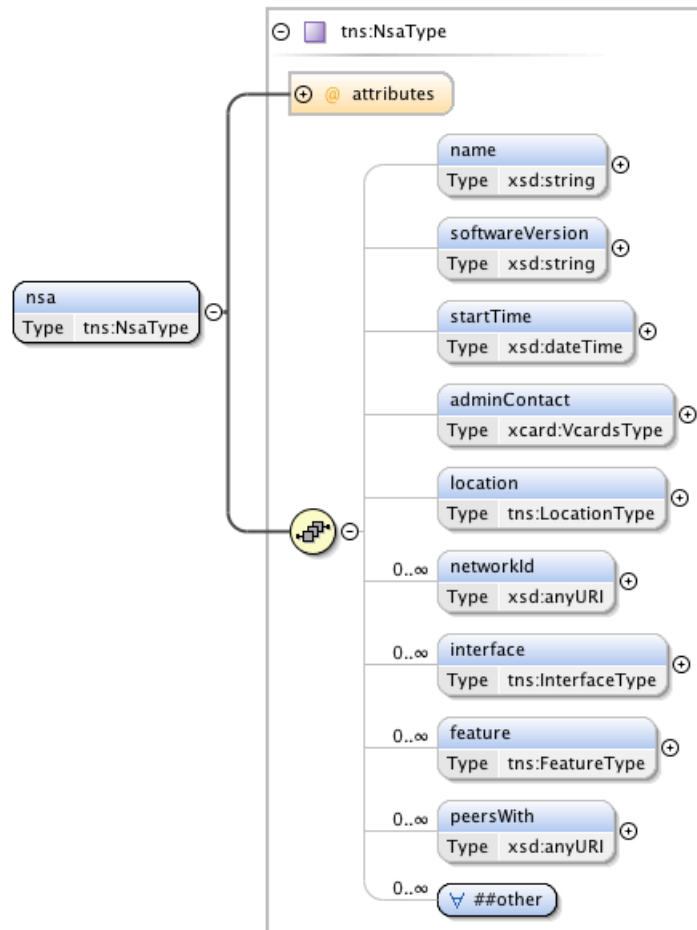 tns:NsaType
@ attributes
name
Type xsd:string
softwareVersion
Type xsd:string
nsa
Type tns:NsaType
startTime
Type xsd:dateTime
adminContact
Type xcard:VcardsType
location
Type tns:LocationType
0..∞ networkId
Type xsd:anyURI
0..∞ interface
Type tns:InterfaceType
0..∞ feature
Type tns:FeatureType
0..∞ peersWith
Type xsd:anyURI
0..∞ ∀ ##other